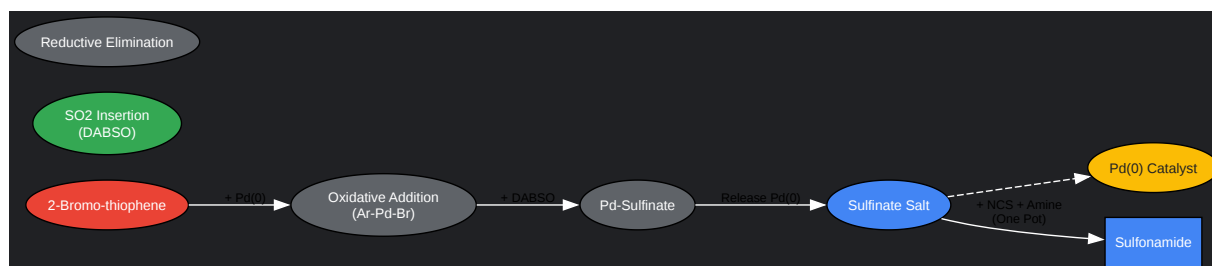 Reductive Elimination
SO2 Insertion
(DABSO)
2-Bromo-thiophene
+ Pd(0)
Oxidative Addition
(Ar-Pd-Br)
+ DABSO
Pd-Sulfinate
Release Pd(0)
Sulfinate Salt
Pd(0) Catalyst
+ NCS + Amine
(One Pot)
Sulfonamide